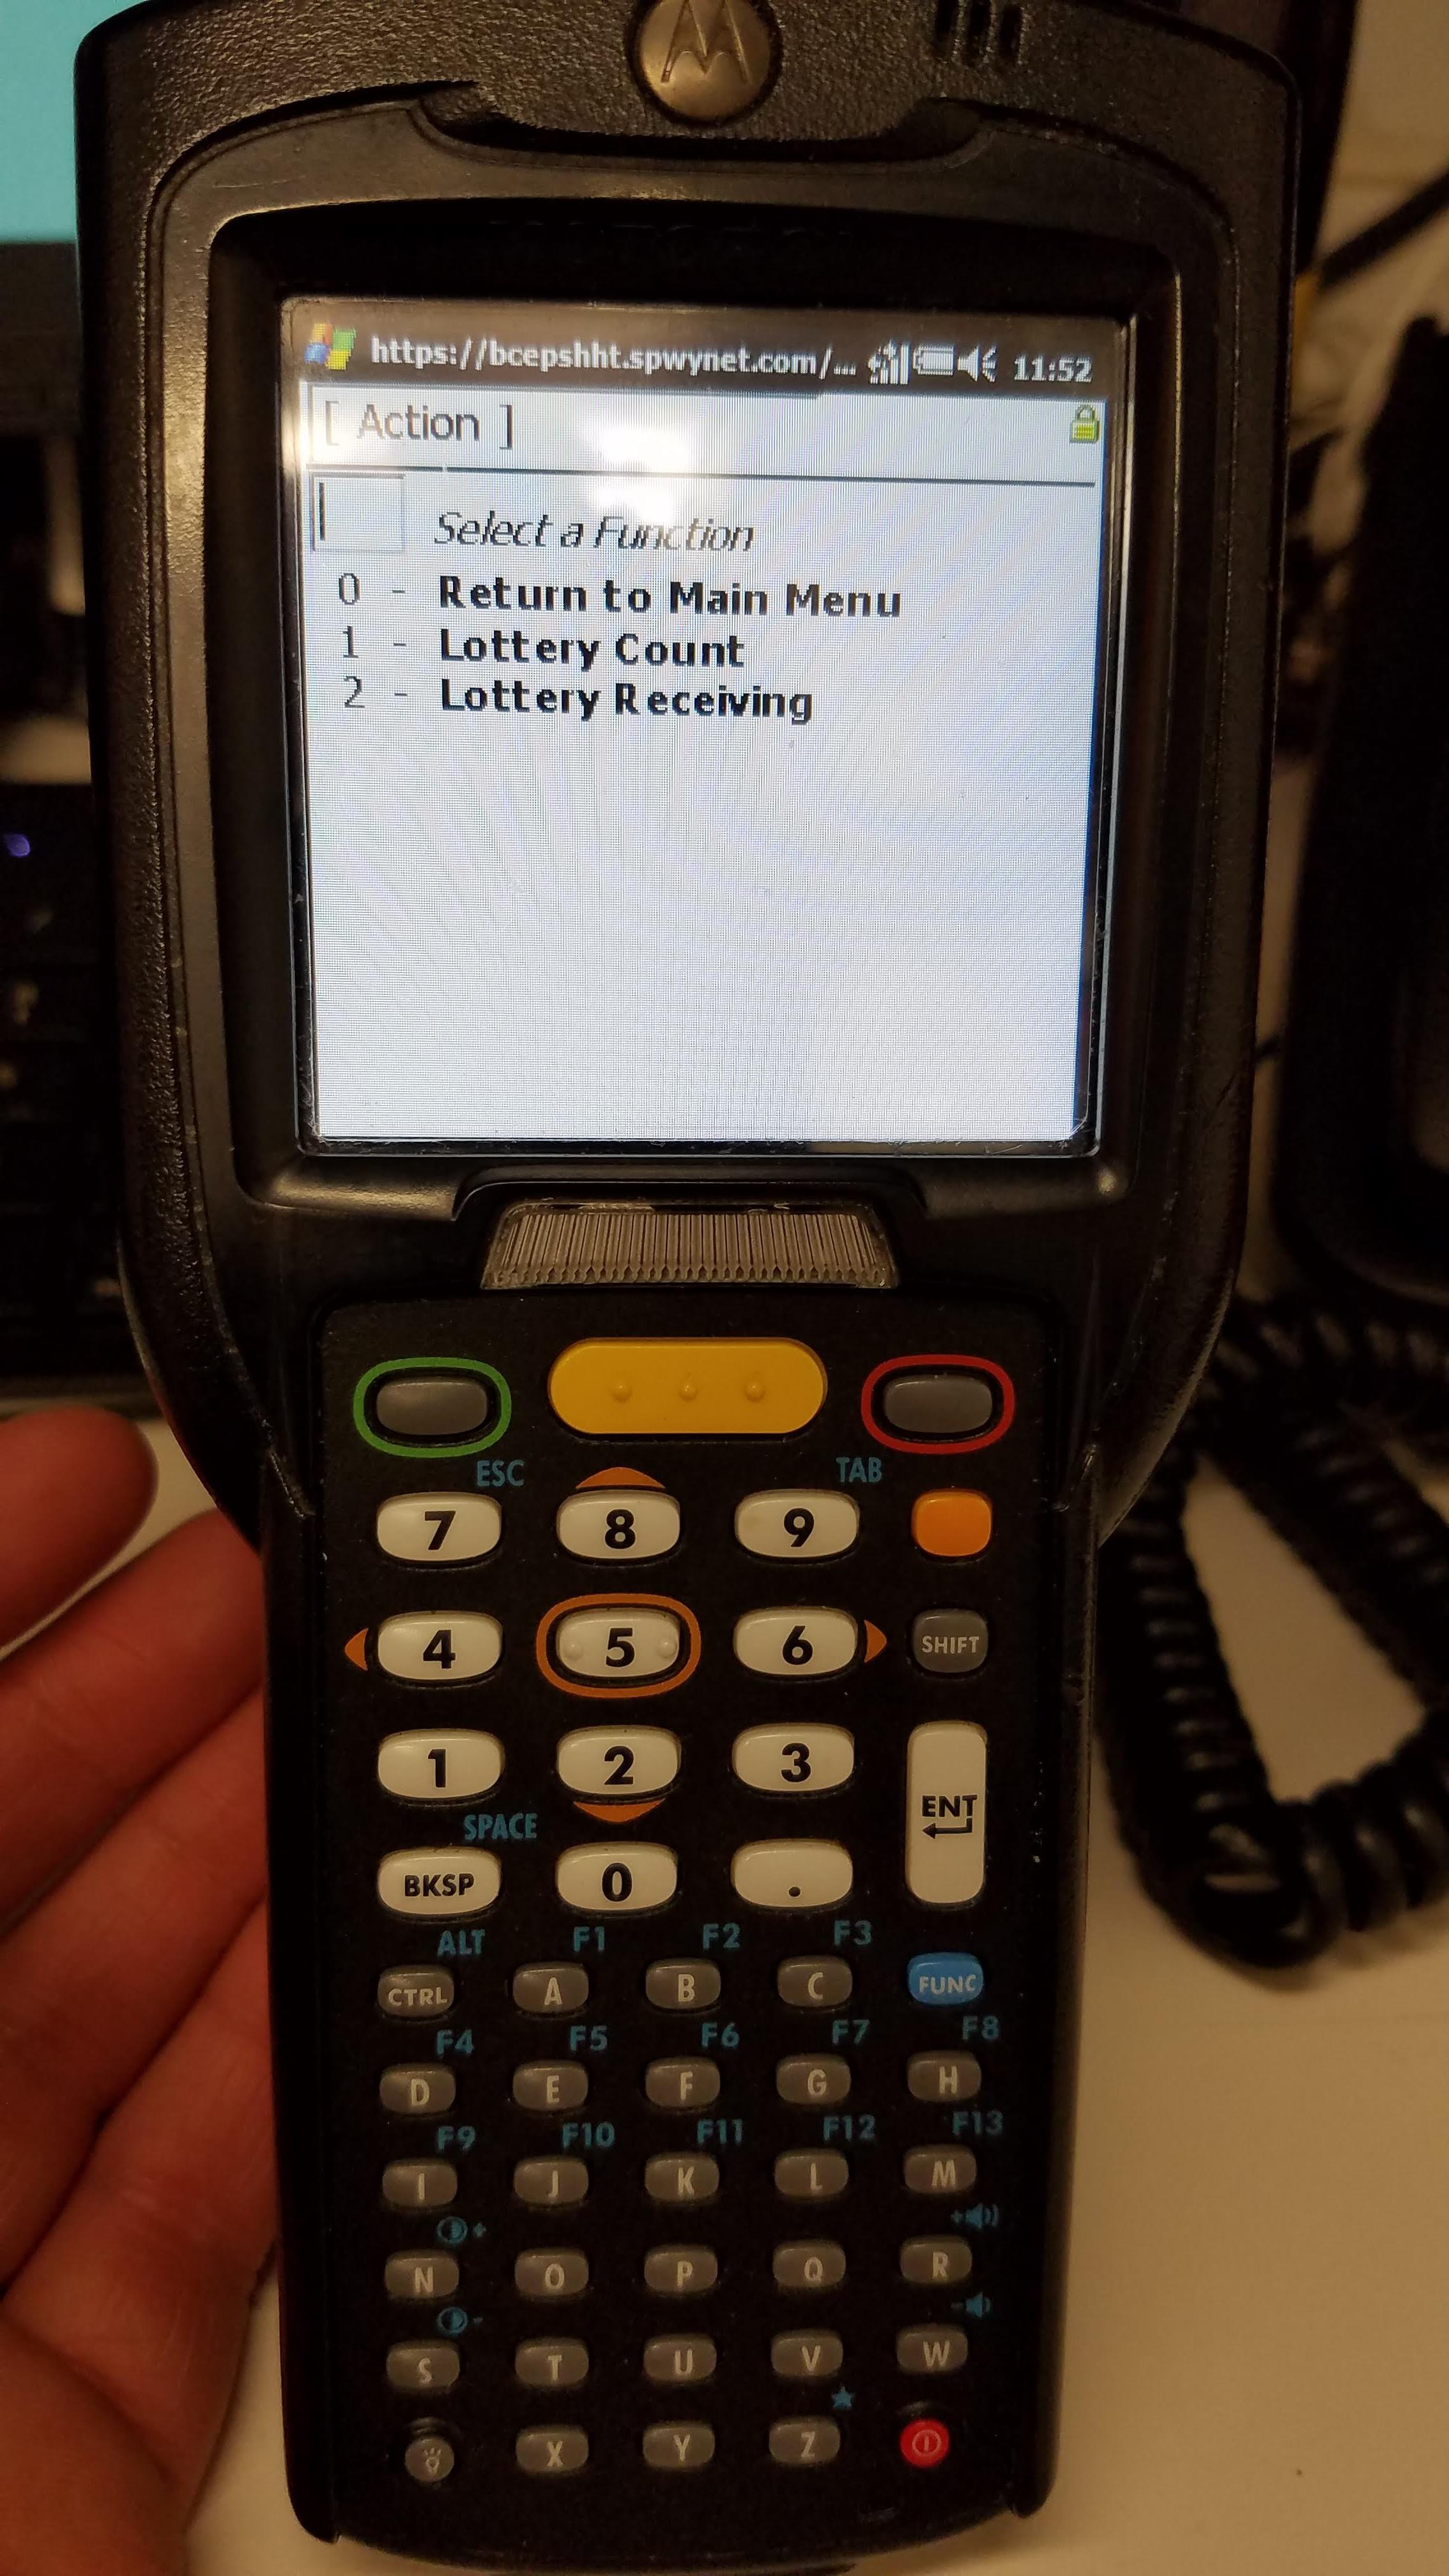 https://bcepshht.spwynet.com/... 11:52
[ Action ]
Select a Function
0 - Return to Main Menu
1 - Lottery Count
2 - Lottery Receiving
ESC TAB
7 8 9
4 5 6 SHIFT
1 2 3
SPACE ENT
BKSP 0 .
ALT F1 F2 F3
CTRL A B C FUNC
F4 F5 F6 F7 F8
D E F G H
F9 F10 F11 F12 F13
I J K L M
N O P Q R
S T U V W
X Y Z